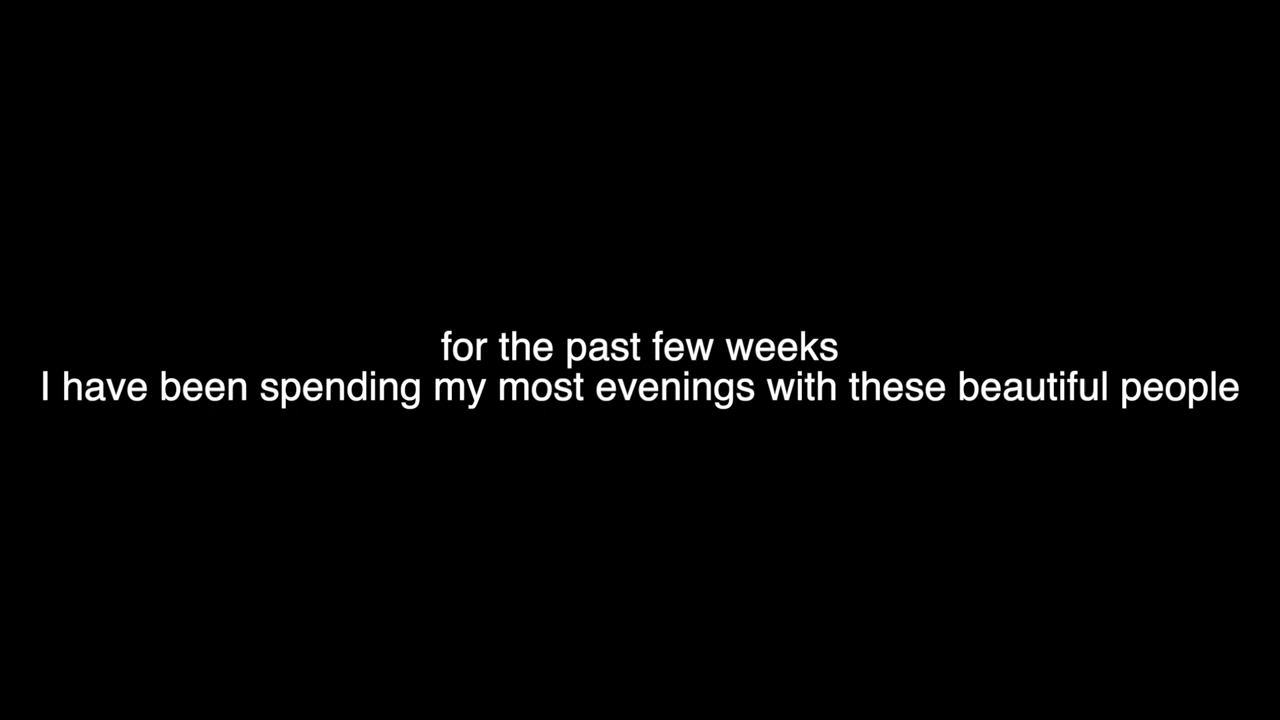 for the past few weeks
I have been spending my most evenings with these beautiful people